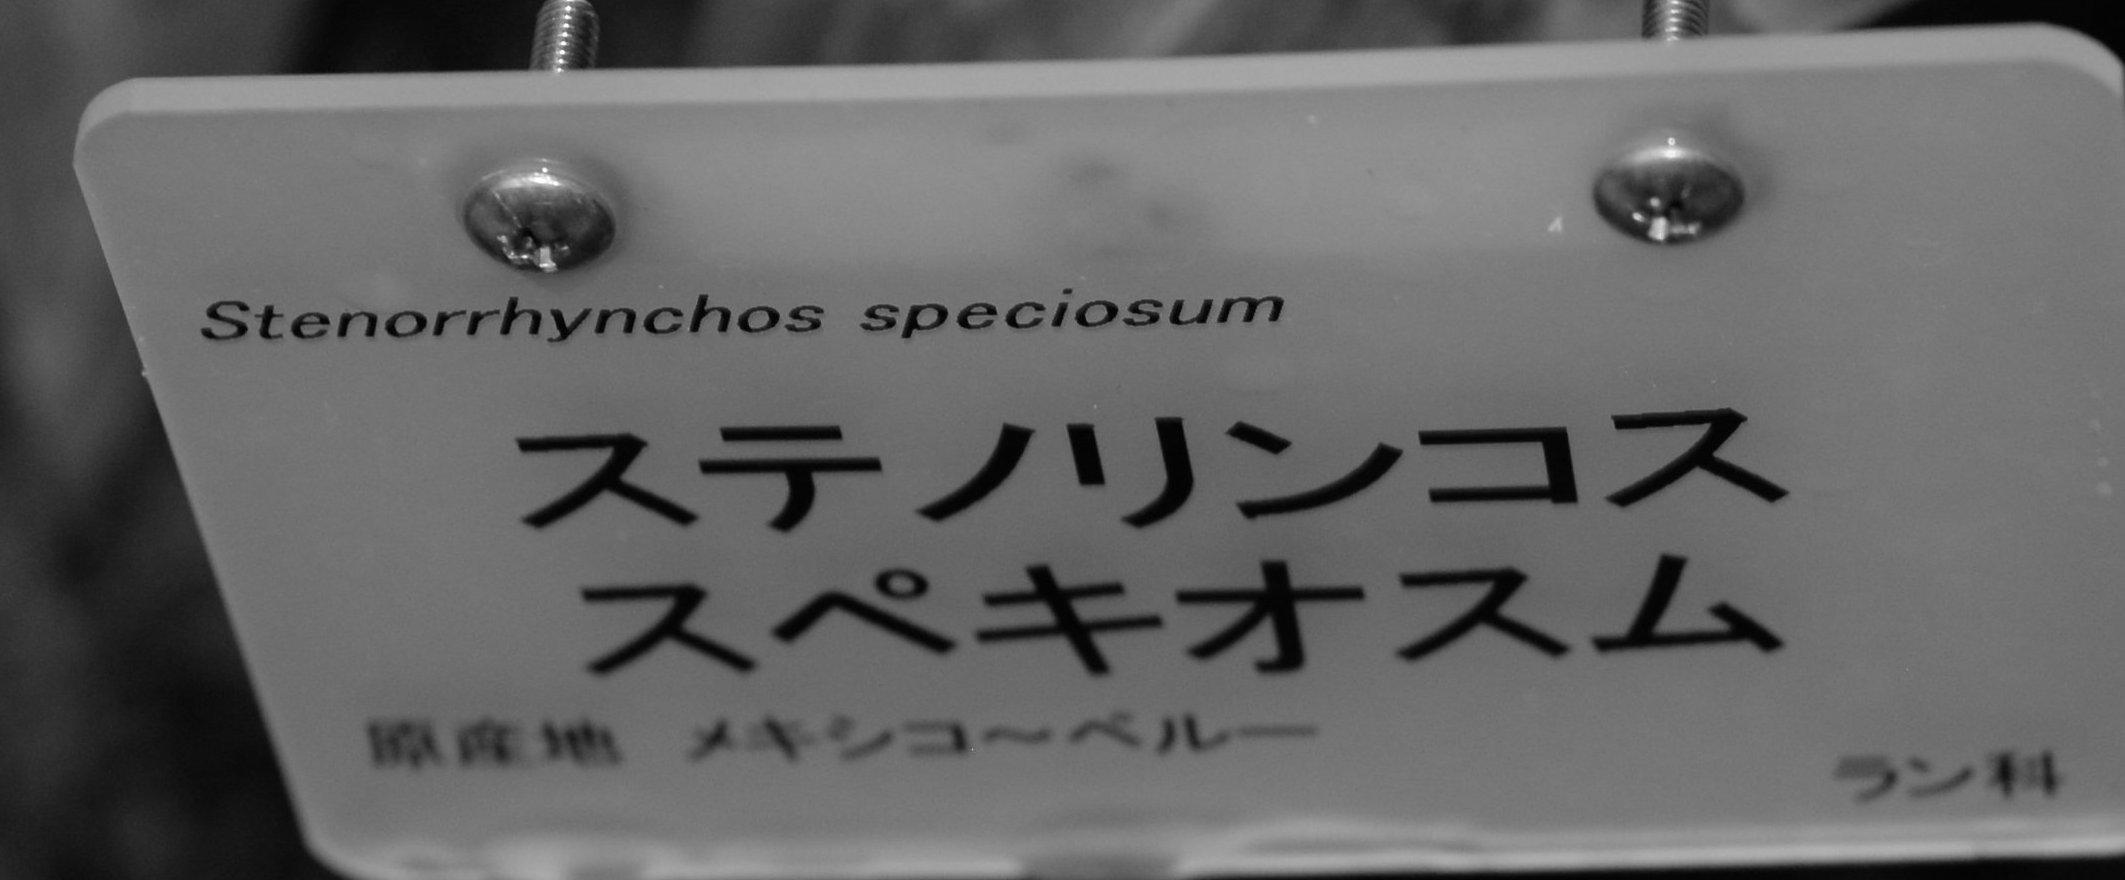 Stenorrhynchos speciosum
ステノリンコス
スペキオスム
原産地 メキシコ～ペルー
ラン科